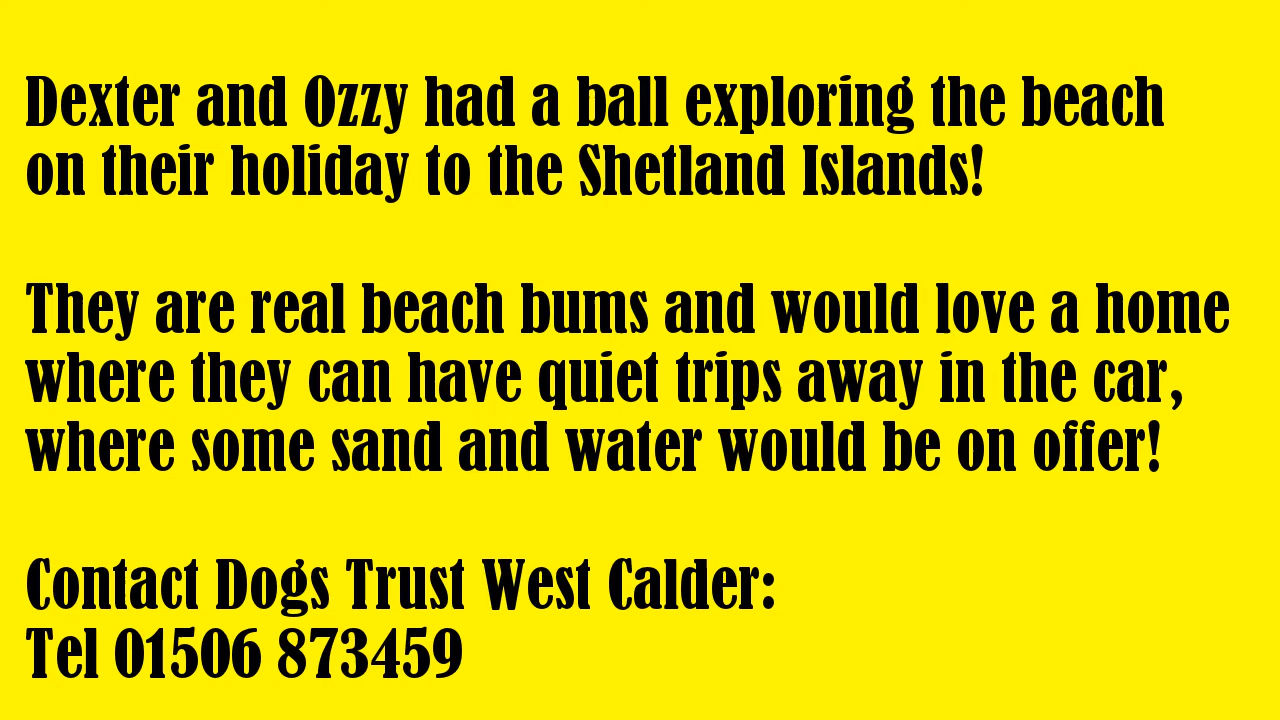 Dexter and Ozzy had a ball exploring the beach
on their holiday to the Shetland Islands!
They are real beach bums and would love a home
where they can have quiet trips away in the car,
where some sand and water would be on offer!
Contact Dogs Trust West Calder:
Tel 01506 873459